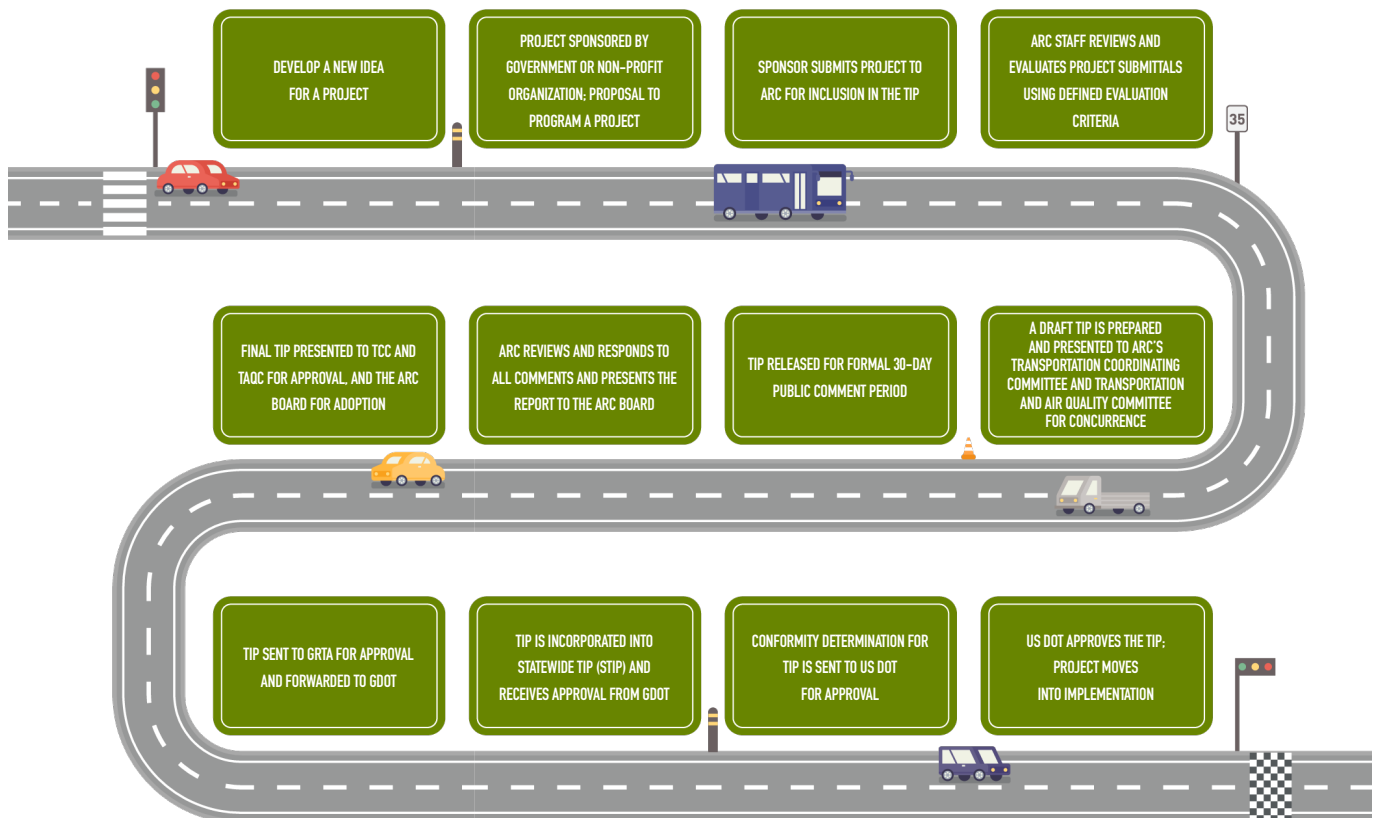 DEVELOP A NEW IDEA
FOR A PROJECT
PROJECT SPONSORED BY
GOVERNMENT OR NON-PROFIT
ORGANIZATION; PROPOSAL TO
PROGRAM A PROJECT
SPONSOR SUBMITS PROJECT TO
ARC FOR INCLUSION IN THE TIP
ARC STAFF REVIEWS AND
EVALUATES PROJECT SUBMITTALS
USING DEFINED EVALUATION
CRITERIA
35
A DRAFT TIP IS PREPARED
AND PRESENTED TO ARC'S
TRANSPORTATION COORDINATING
COMMITTEE AND TRANSPORTATION
AND AIR QUALITY COMMITTEE
FOR CONCURRENCE
TIP RELEASED FOR FORMAL 30-DAY
PUBLIC COMMENT PERIOD
ARC REVIEWS AND RESPONDS TO
ALL COMMENTS AND PRESENTS THE
REPORT TO THE ARC BOARD
FINAL TIP PRESENTED TO TCC AND
TAQC FOR APPROVAL, AND THE ARC
BOARD FOR ADOPTION
TIP SENT TO GRTA FOR APPROVAL
AND FORWARDED TO GDOT
TIP IS INCORPORATED INTO
STATEWIDE TIP (STIP) AND
RECEIVES APPROVAL FROM GDOT
CONFORMITY DETERMINATION FOR
TIP IS SENT TO US DOT
FOR APPROVAL
US DOT APPROVES THE TIP;
PROJECT MOVES
INTO IMPLEMENTATION